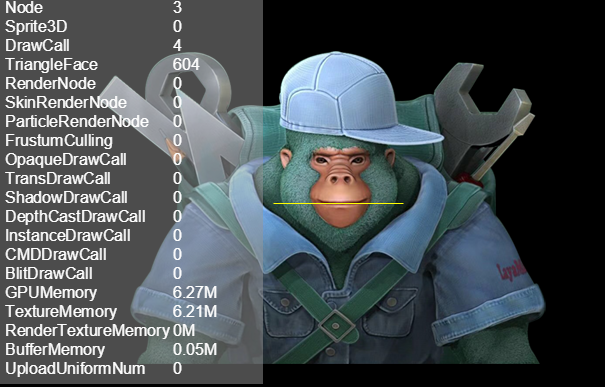 Node 3
Sprite3D 0
DrawCall 4
TriangleFace 604
RenderNode 0
SkinRenderNode 0
ParticleRenderNode 0
FrustumCulling 0
OpaqueDrawCall 0
TransDrawCall 0
ShadowDrawCall 0
DepthCastDrawCall 0
InstanceDrawCall 0
CMDDrawCall 0
BlitDrawCall 0
GPUMemory 6.27M
TextureMemory 6.21M
RenderTextureMemory 0M
BufferMemory 0.05M
UploadUniformNum 0